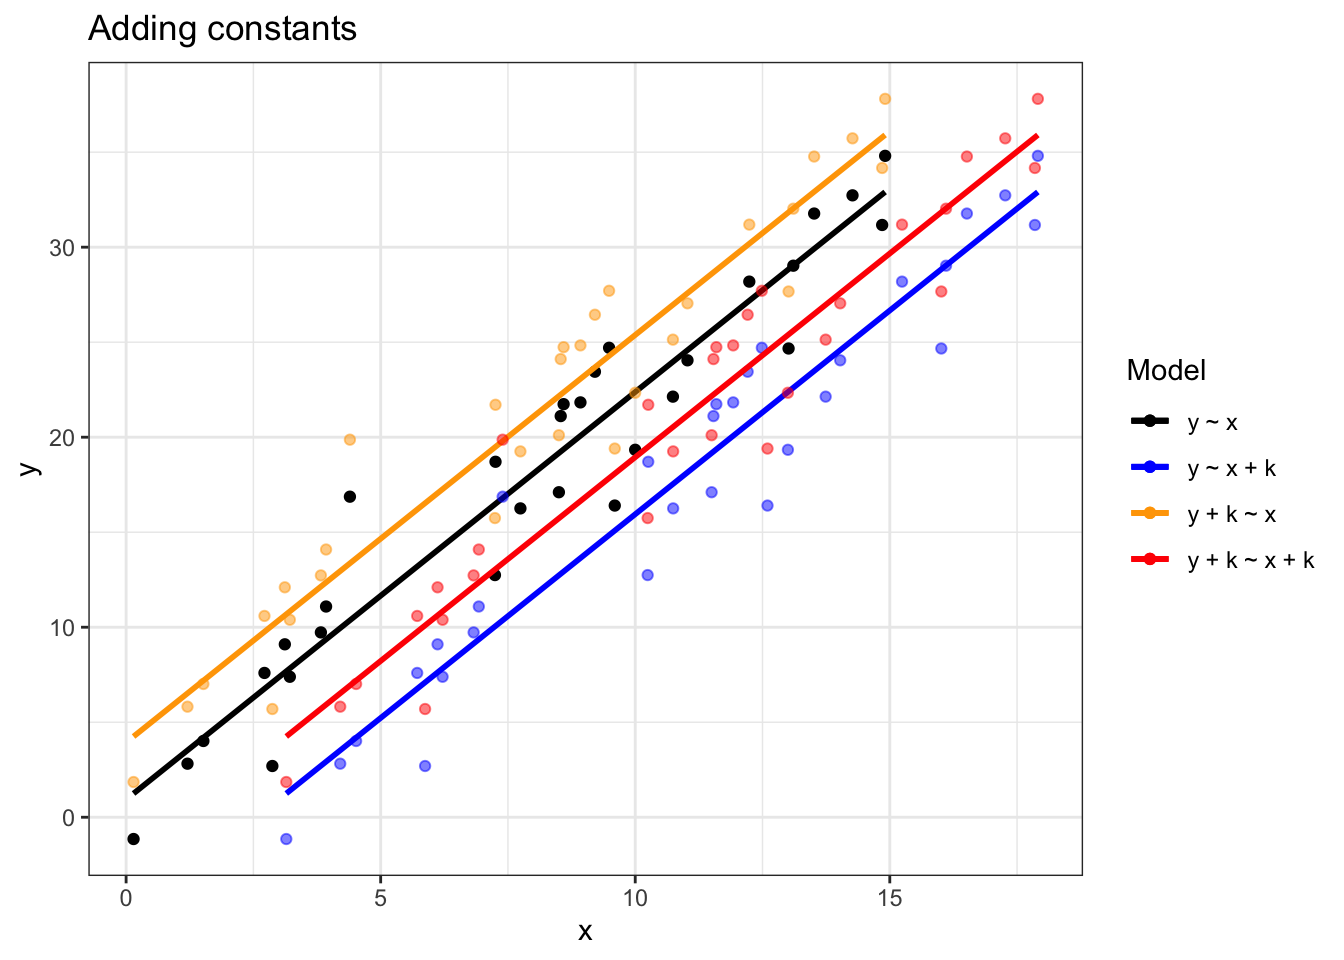 Adding constants
y
30
20
10
0
0 5 10 15
x
Model
y ~ x
y ~ x + k
y + k ~ x
y + k ~ x + k